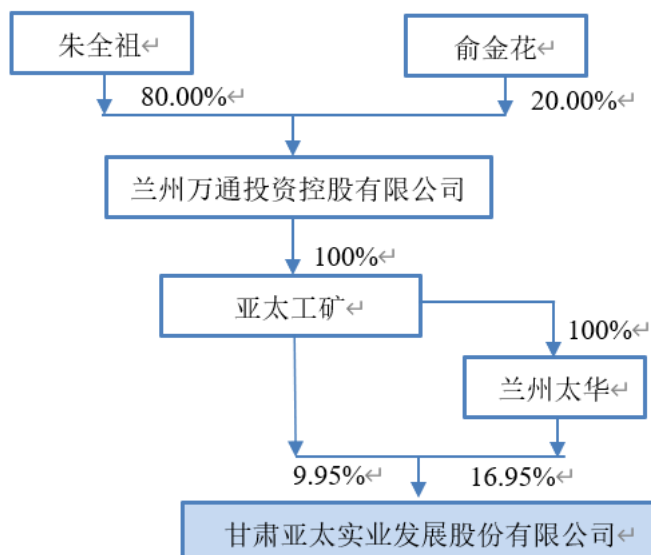 朱全祖↵
俞金花↵
80.00%↵
20.00%↵
兰州万通投资控股有限公司
100%↵
亚太工矿↵
100%↵
兰州太华↵
9.95%↵
16.95%↵
甘肃亚太实业发展股份有限公司↵